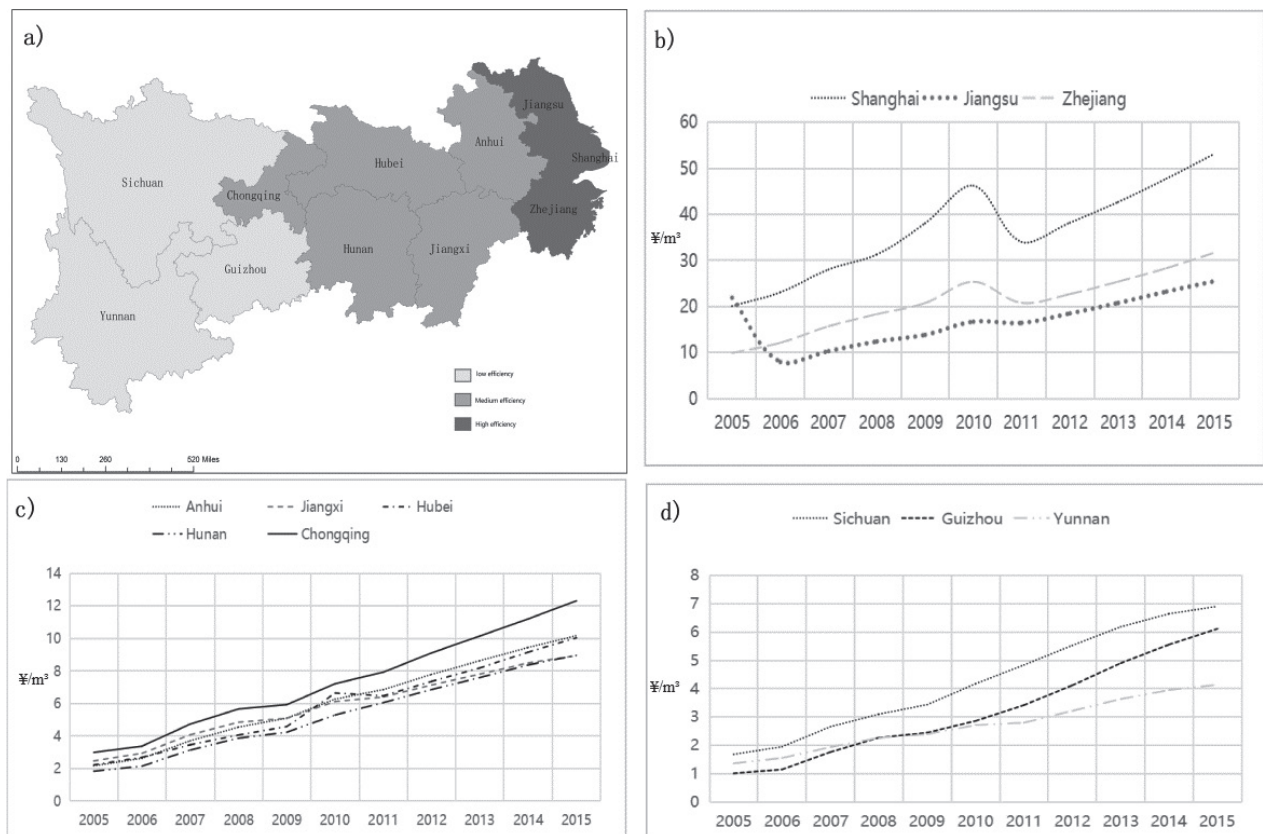 a)
Jiangsu
Anhui
Hubei
Shanghai
Sichuan
Chongqing
Zhejiang
Hunan
Jiangxi
Guizhou
Yunnan
low efficiency
Medium efficiency
High efficiency
0 130 260 520 Miles
b)
Shanghai Jiangsu Zhejiang
60
50
40
30
20
10
0
¥/m³
2005 2006 2007 2008 2009 2010 2011 2012 2013 2014 2015
c)
Anhui Jiangxi Hubei
Hunan Chongqing
14
12
10
8
6
4
2
0
¥/m³
2005 2006 2007 2008 2009 2010 2011 2012 2013 2014 2015
d)
Sichuan Guizhou Yunnan
8
7
6
5
4
3
2
1
0
¥/m³
2005 2006 2007 2008 2009 2010 2011 2012 2013 2014 2015